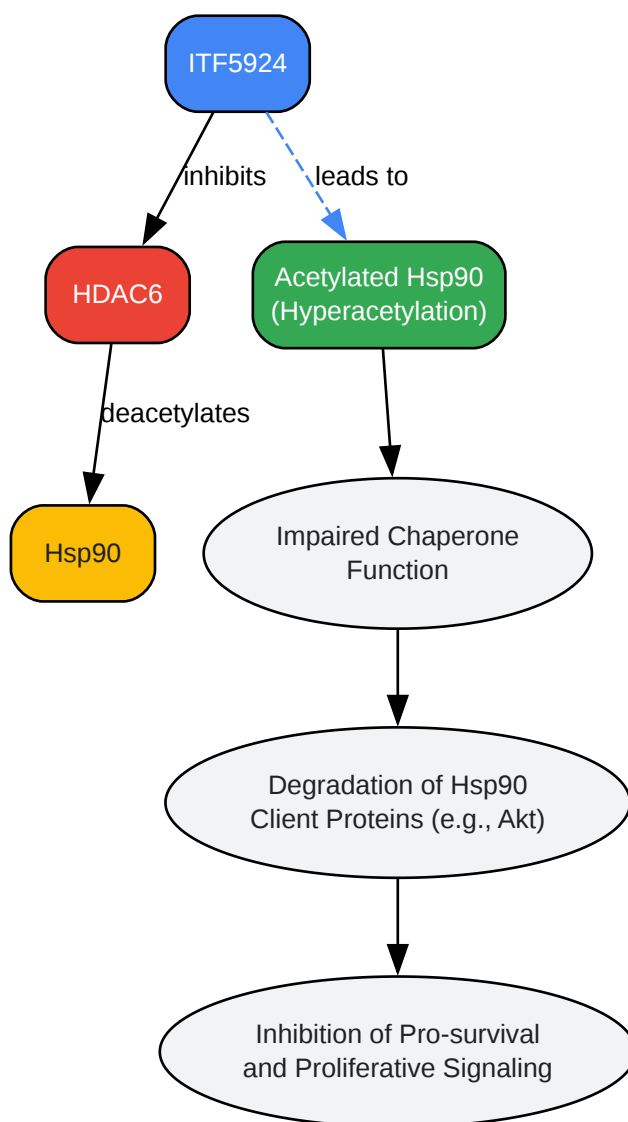 ITF5924
inhibits
leads to
HDAC6
Acetylated Hsp90
(Hyperacetylation)
deacetylates
Hsp90
Impaired Chaperone
Function
Degradation of Hsp90
Client Proteins (e.g., Akt)
Inhibition of Pro-survival
and Proliferative Signaling